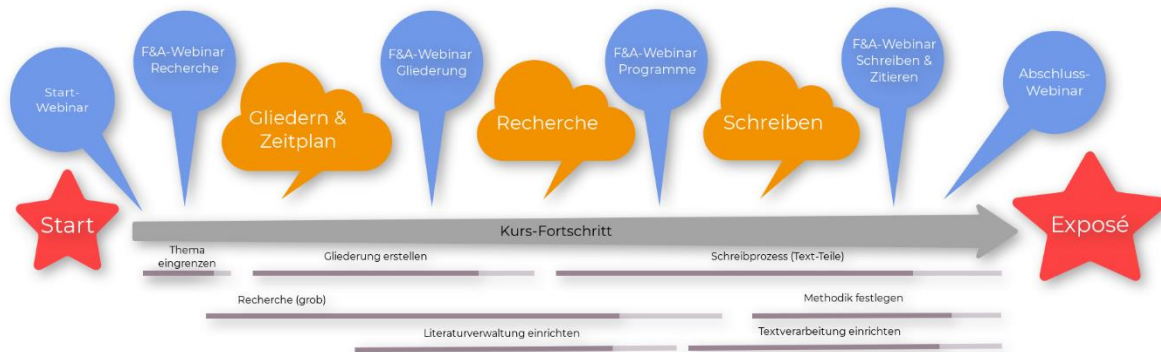 Start-
Webinar
F&A-Webinar
Recherche
Gliedern &
Zeitplan
F&A-Webinar
Gliederung
Recherche
F&A-Webinar
Programme
Schreiben
F&A-Webinar
Schreiben &
Zitieren
Abschluss-
Webinar
Start
Exposé
Kurs-Fortschritt
Thema
eingrenzen
Gliederung erstellen
Schreibprozess (Text-Teile)
Recherche (grob)
Methodik festlegen
Literaturverwaltung einrichten
Textverarbeitung einrichten